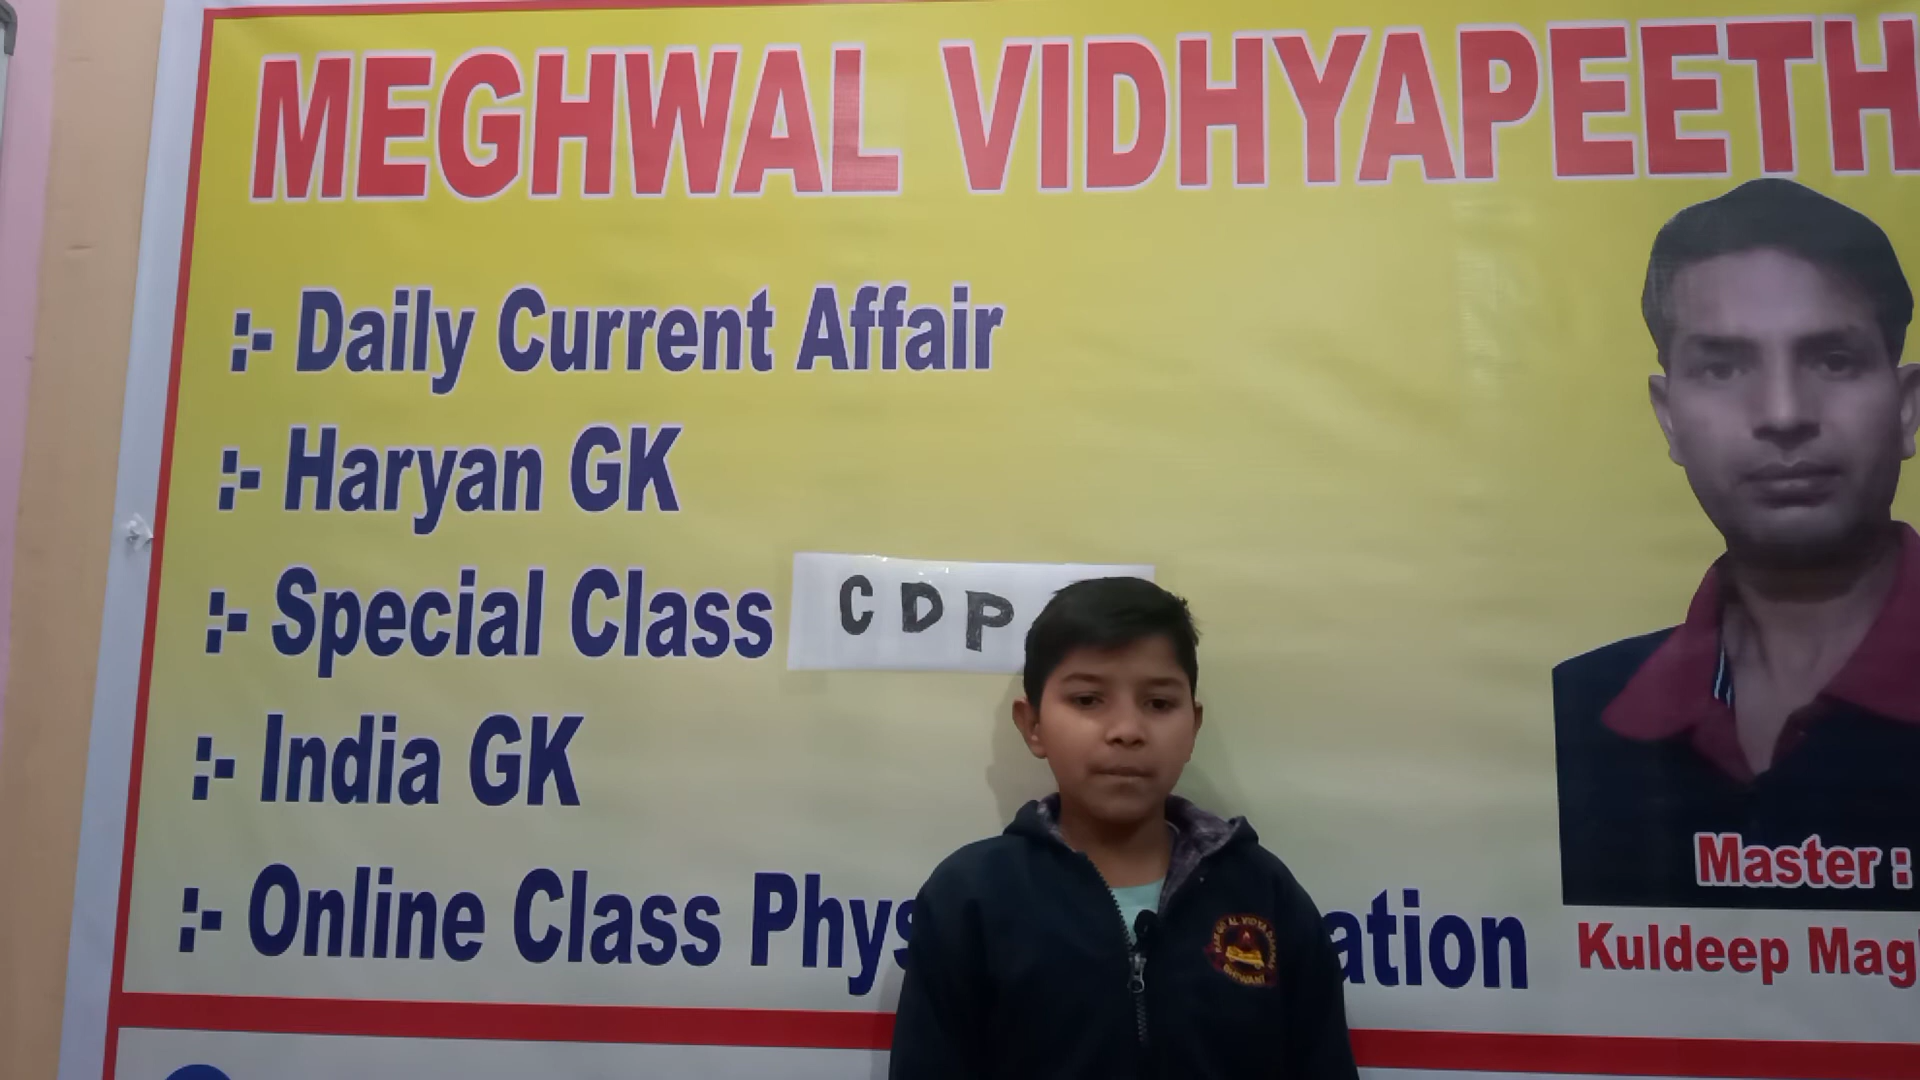 MEGHWAL VIDHYAPEETH
:- Daily Current Affair
:- Haryan GK
:- Special Class CDP
:- India GK
:- Online Class Phys ation
Master :
Kuldeep Mag
BHIWANI